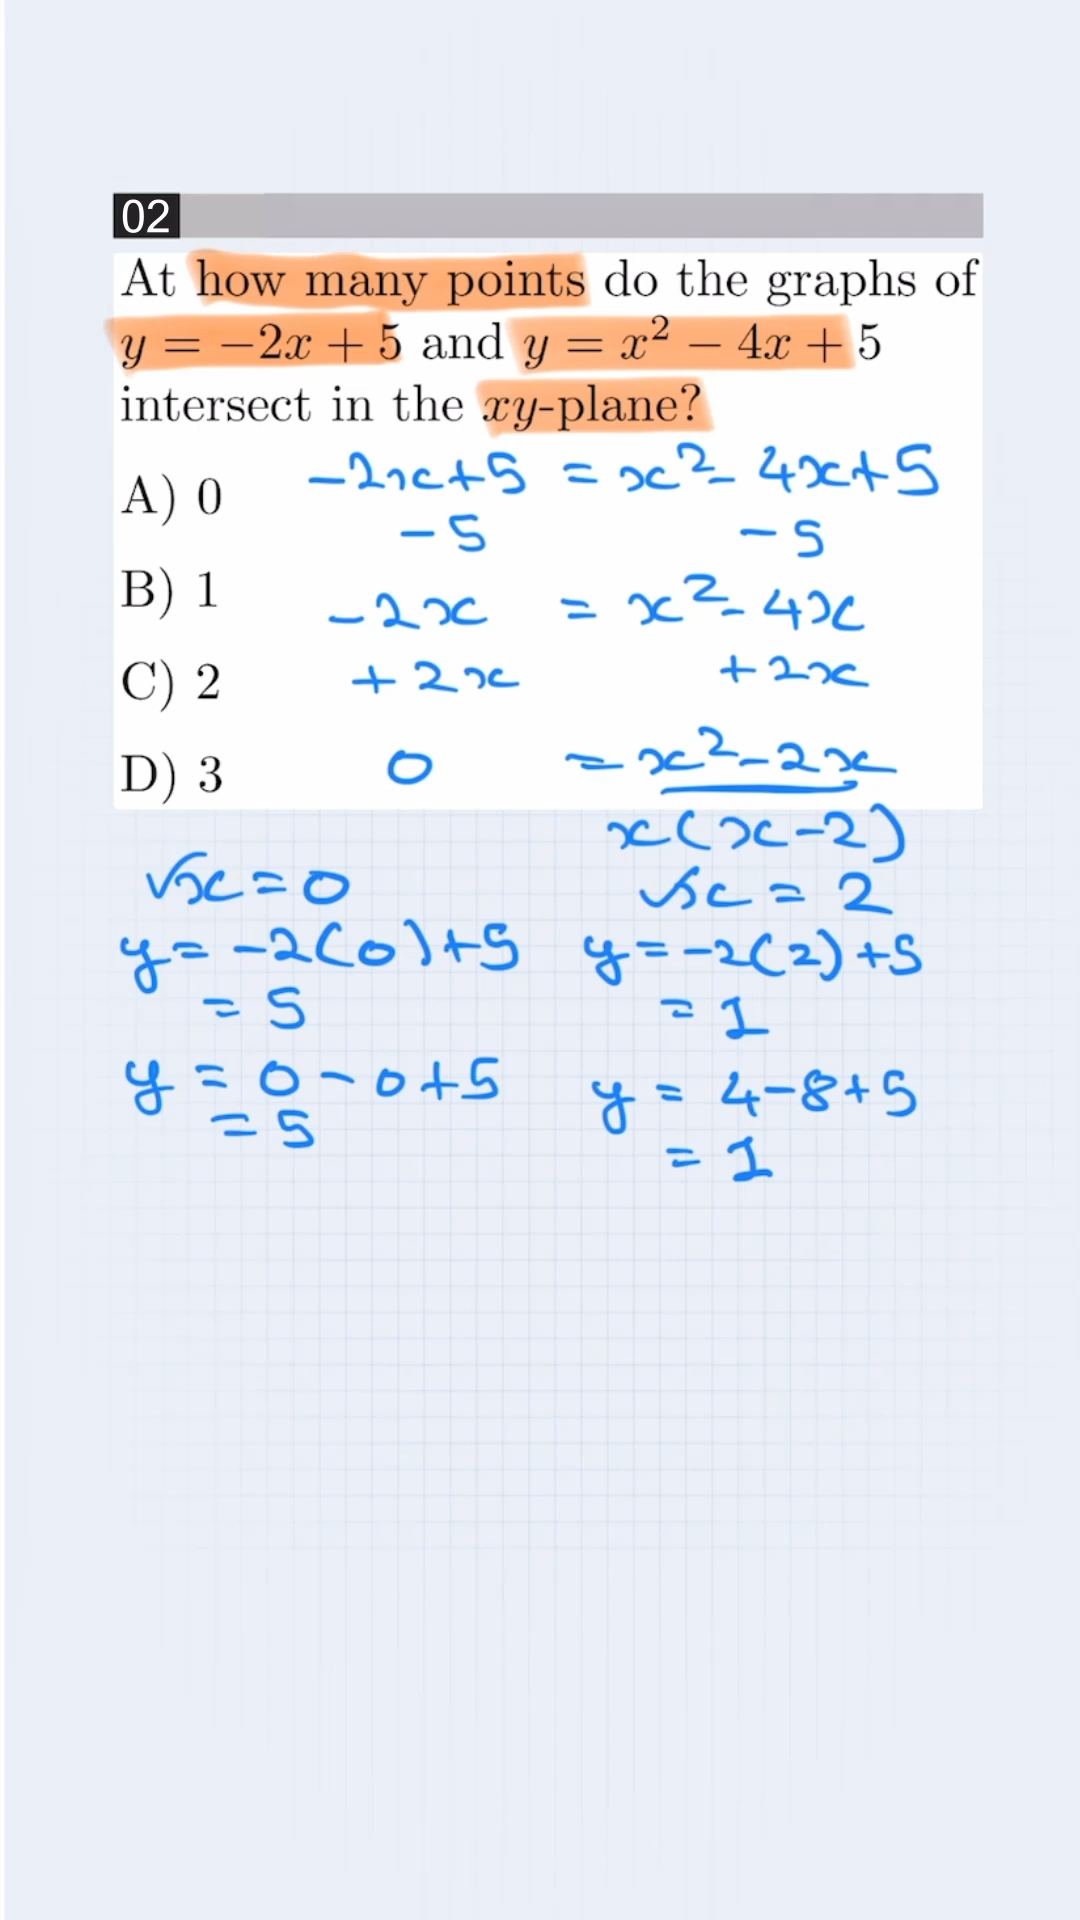 02
At how many points do the graphs of
y = −2x + 5 and y = x² − 4x + 5
intersect in the xy-plane?
A) 0
B) 1
C) 2
D) 3
−2x+5 = x²− 4x+5
−5 −5
−2x = x²− 4x
+2x +2x
0 = x²−2x
x(x−2)
√x=0 √x = 2
y= −2(0)+5 y=−2(2)+5
= 5 = 1
y = 0−0+5 y = 4−8+5
= 5 = 1